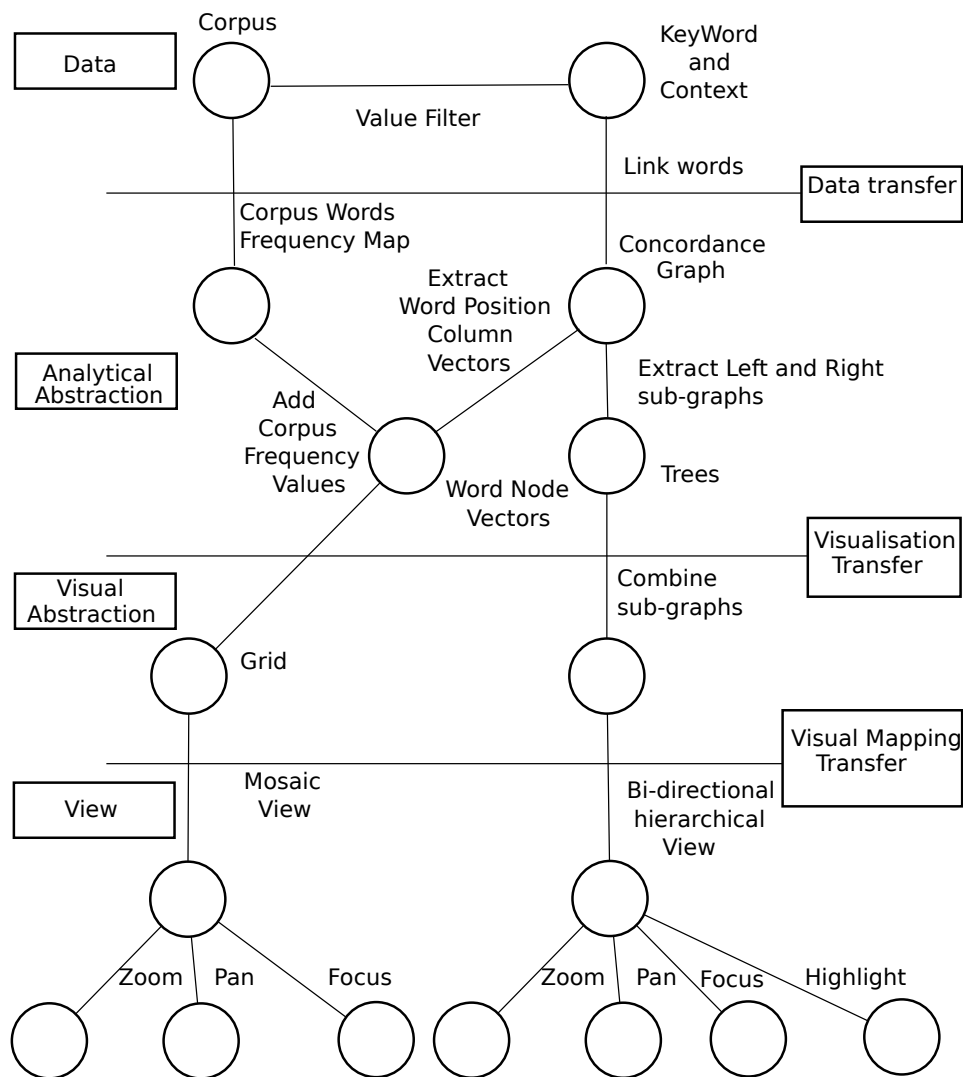 Corpus
KeyWord
and
Context
Data
Value Filter
Link words
Data transfer
Corpus Words
Frequency Map
Concordance
Graph
Extract
Word Position
Column
Vectors
Analytical
Abstraction
Extract Left and Right
sub-graphs
Add
Corpus
Frequency
Values
Word Node
Vectors
Trees
Visualisation
Transfer
Visual
Abstraction
Combine
sub-graphs
Grid
Visual Mapping
Transfer
Mosaic
View
View
Bi-directional
hierarchical
View
Zoom
Pan
Focus
Zoom
Pan
Focus
Highlight